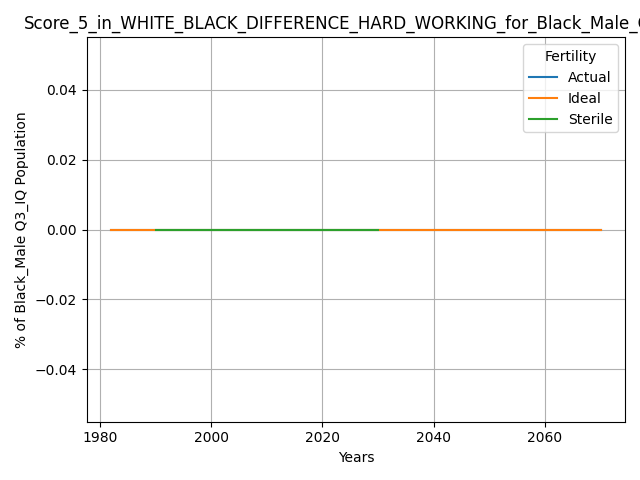 Score_5_in_WHITE_BLACK_DIFFERENCE_HARD_WORKING_for_Black_Male_
Fertility
Actual
Ideal
Sterile
0.04
0.02
0.00
−0.02
−0.04
% of Black_Male Q3_IQ Population
1980
2000
2020
2040
2060
Years